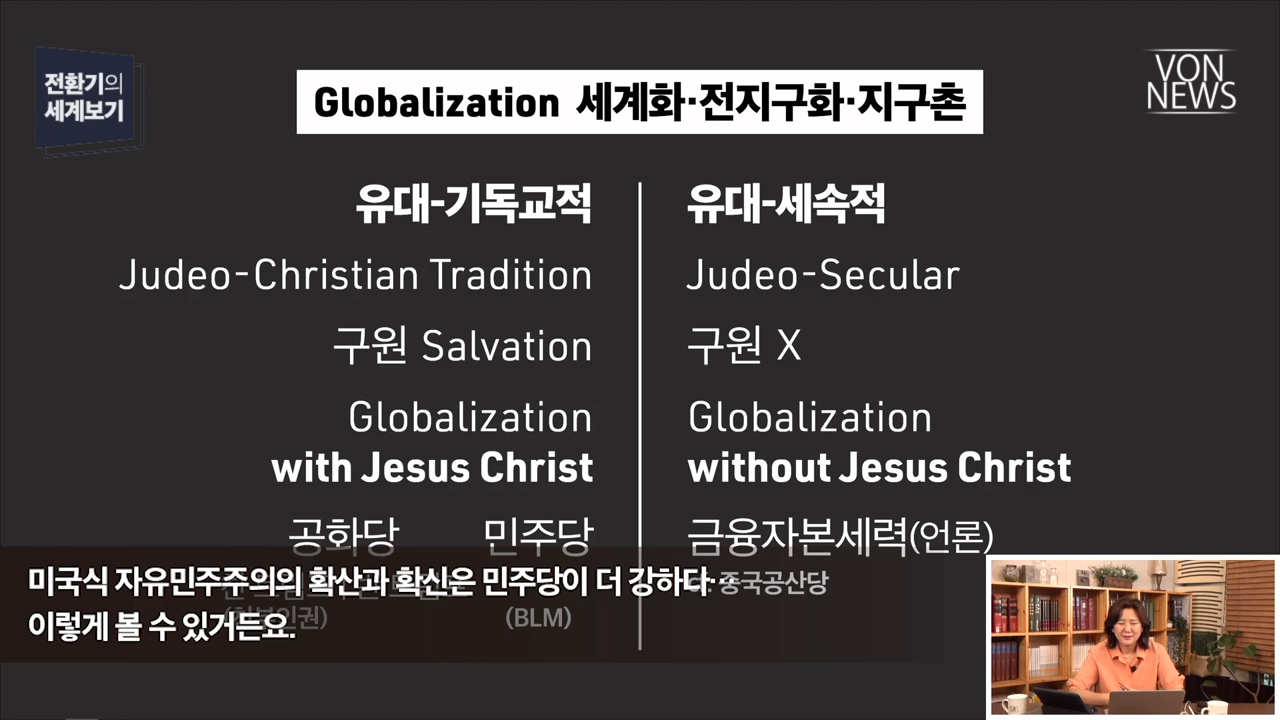 전환기의
세계보기
VON
NEWS
Globalization 세계화·전지구화·지구촌
유대-기독교적
Judeo-Christian Tradition
구원 Salvation
Globalization
with Jesus Christ
공화당 민주당
(BLM)
유대-세속적
Judeo-Secular
구원 X
Globalization
without Jesus Christ
금융자본세력(언론)
cf. 중국공산당
미국식 자유민주주의의 확산과 확신은 민주당이 더 강하다..
이렇게 볼 수 있거든요.